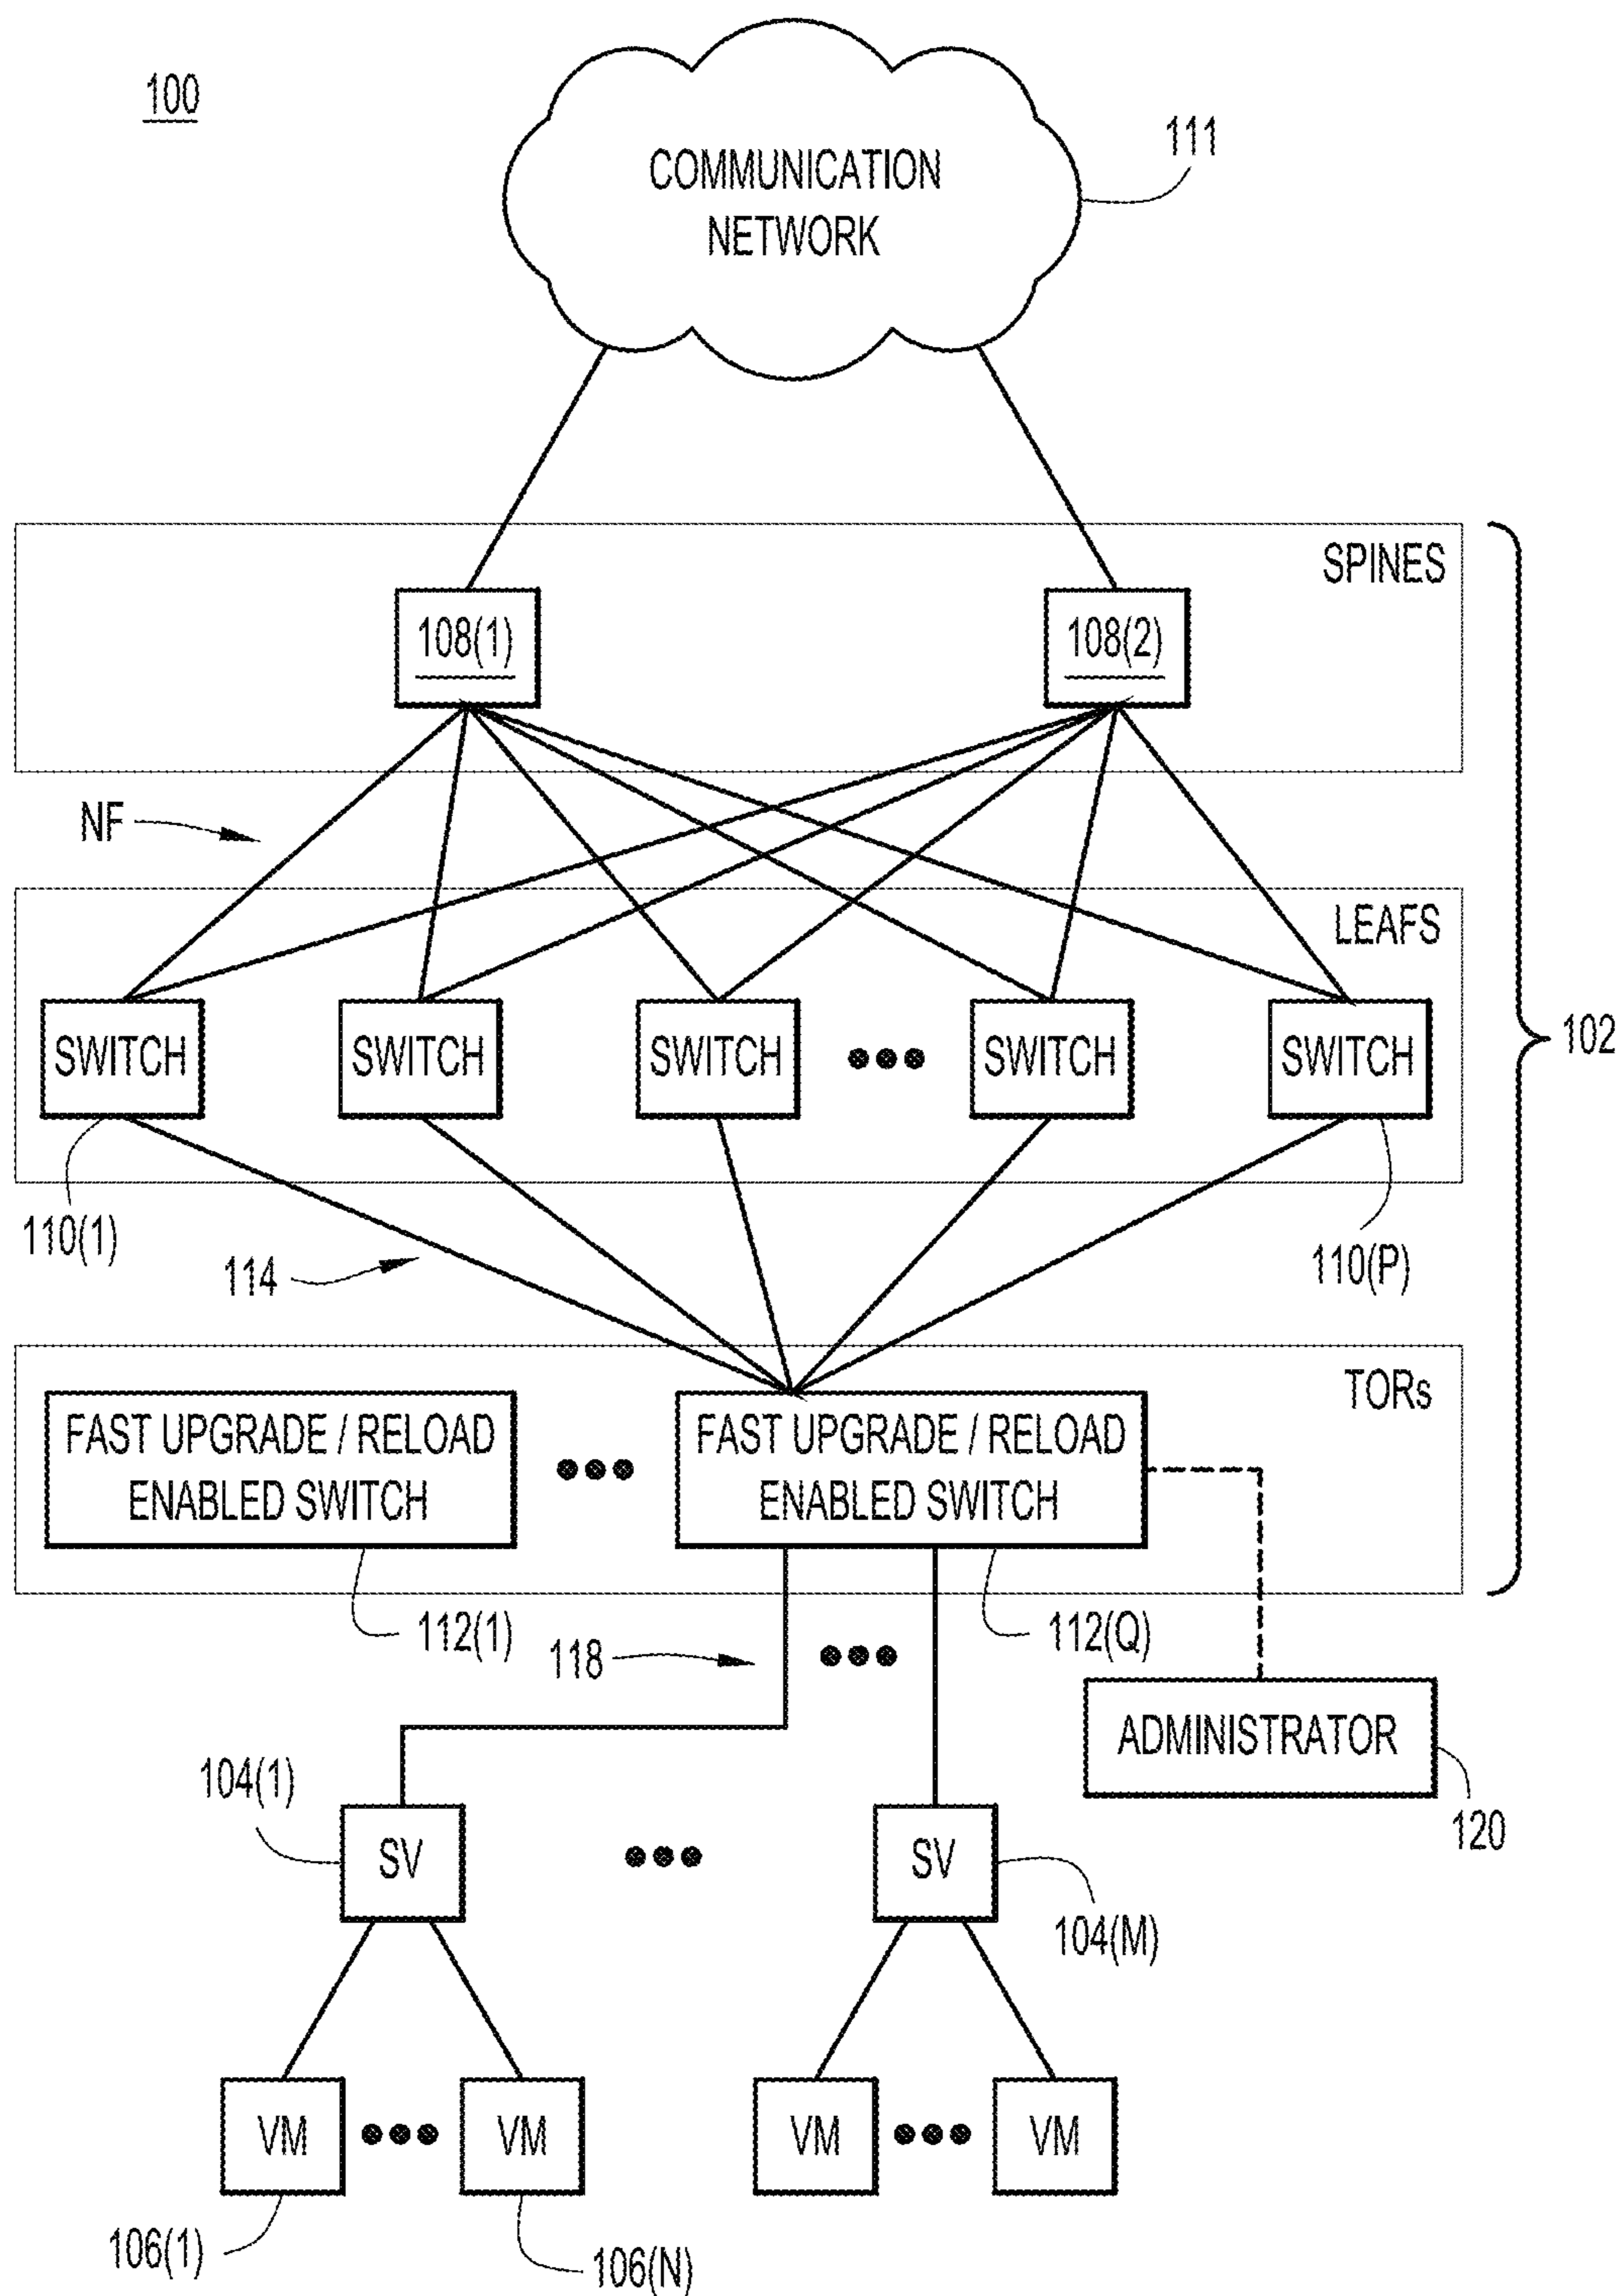 100
COMMUNICATION
NETWORK
111
SPINES
108(1)
108(2)
NF
LEAFS
SWITCH
SWITCH
SWITCH
SWITCH
SWITCH
102
110(1)
114
110(P)
TORs
FAST UPGRADE / RELOAD
ENABLED SWITCH
FAST UPGRADE / RELOAD
ENABLED SWITCH
112(1)
118
112(Q)
ADMINISTRATOR
120
104(1)
SV
SV
104(M)
VM
VM
VM
VM
106(1)
106(N)